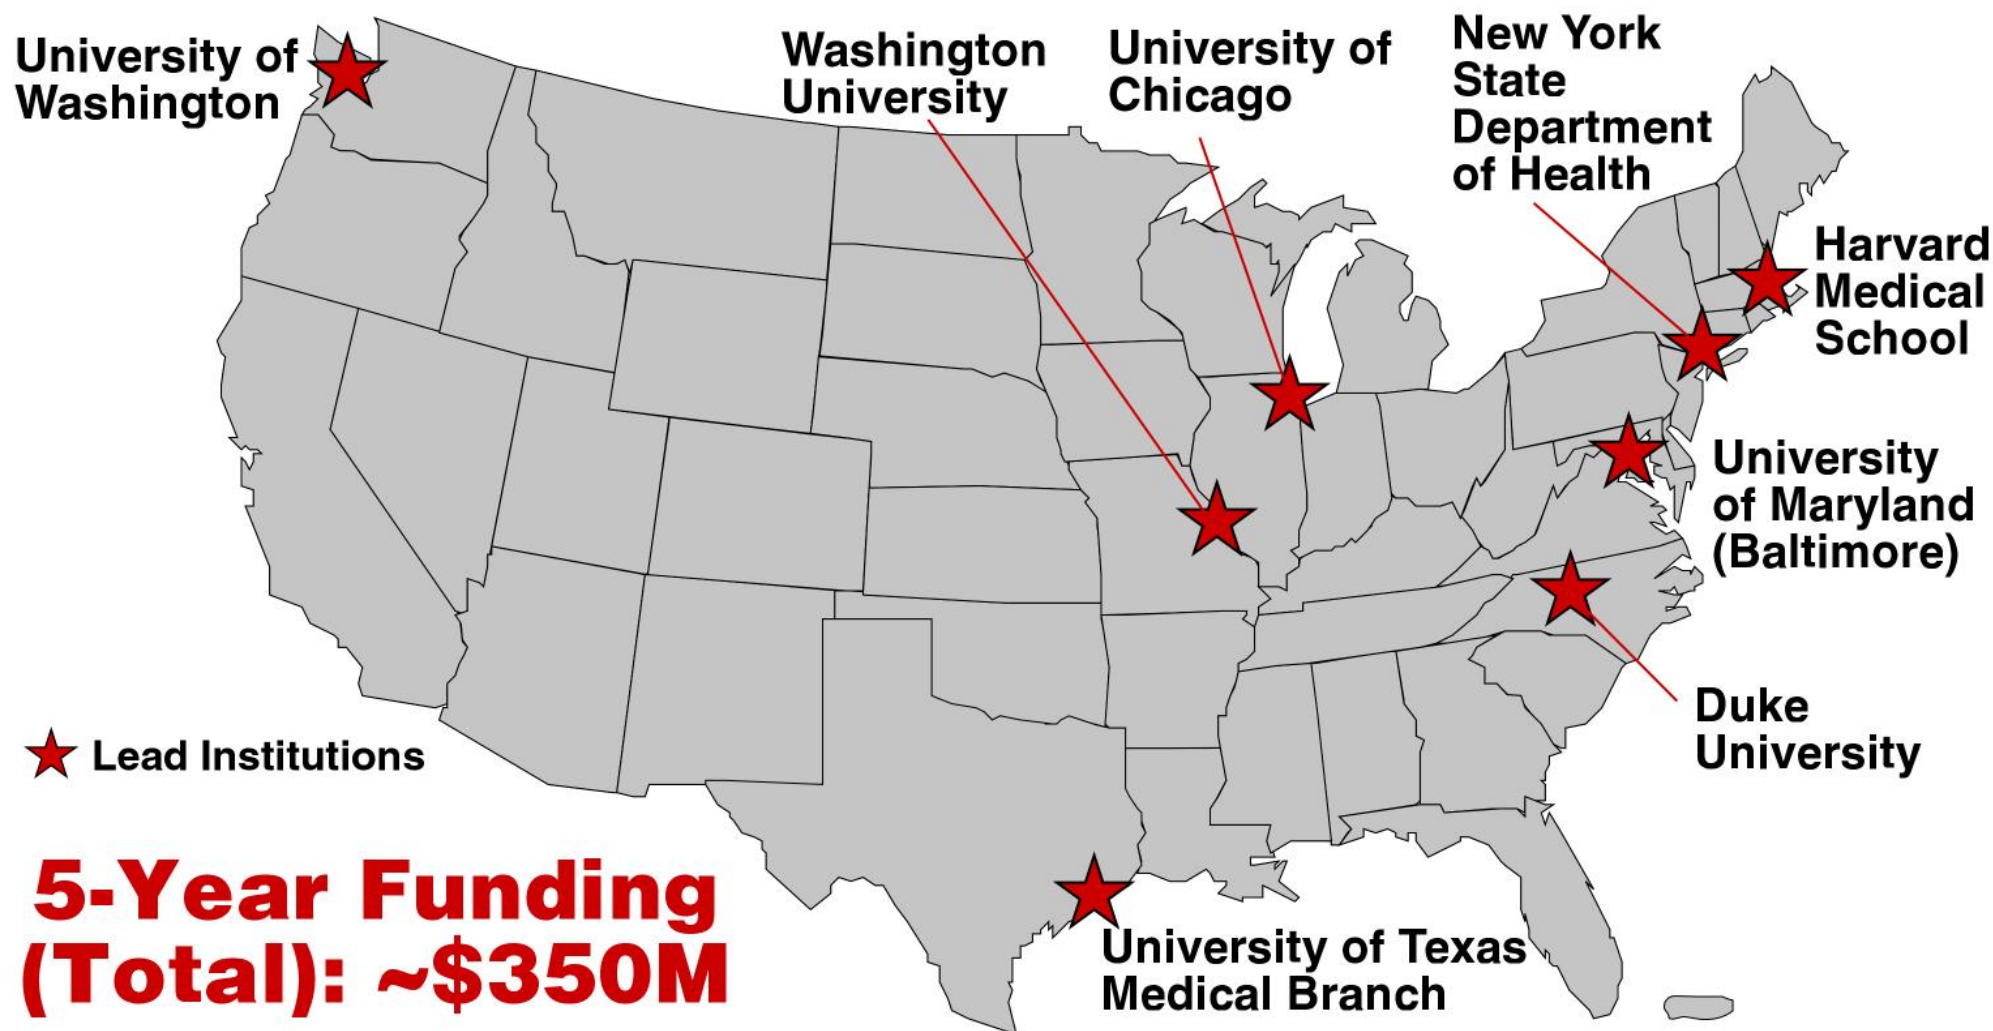 University of
Washington
Washington
University
University of
Chicago
New York
State
Department
of Health
Harvard
Medical
School
University
of Maryland
(Baltimore)
Duke
University
Lead Institutions
5-Year Funding
(Total): ~$350M
University of Texas
Medical Branch